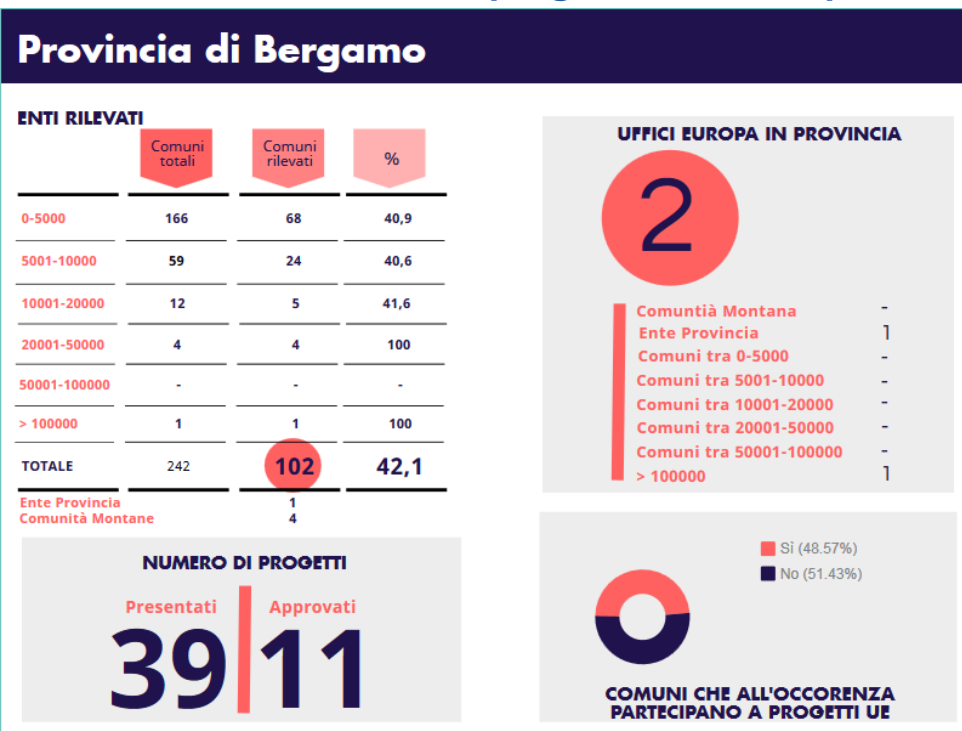 Provincia di Bergamo
ENTI RILEVATI
Comuni totali Comuni rilevati %
0-5000 166 68 40,9
5001-10000 59 24 40,6
10001-20000 12 5 41,6
20001-50000 4 4 100
50001-100000 - - -
> 100000 1 1 100
TOTALE 242 102 42,1
Ente Provincia 1
Comunità Montane 4
NUMERO DI PROGETTI
Presentati Approvati
39 11
UFFICI EUROPA IN PROVINCIA
2
Comuntià Montana -
Ente Provincia 1
Comuni tra 0-5000 -
Comuni tra 5001-10000 -
Comuni tra 10001-20000 -
Comuni tra 20001-50000 -
Comuni tra 50001-100000 -
> 100000 1
Sì (48.57%)
No (51.43%)
COMUNI CHE ALL'OCCORENZA
PARTECIPANO A PROGETTI UE